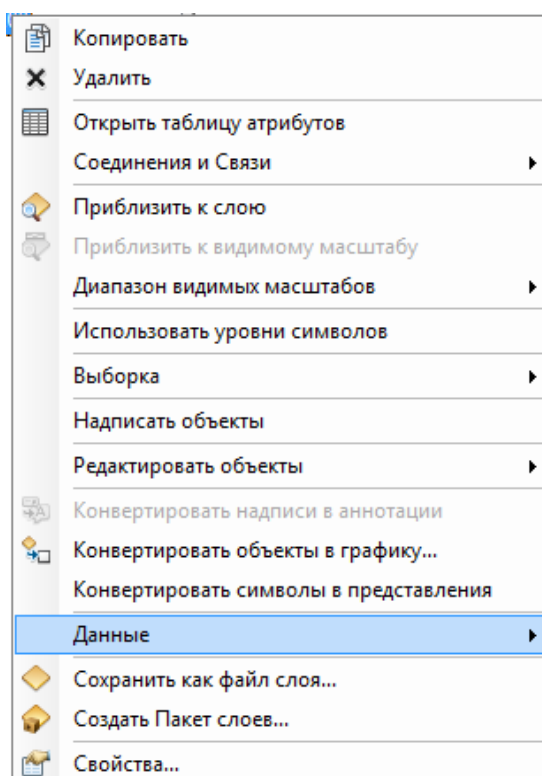 Копировать
Удалить
Открыть таблицу атрибутов
Соединения и Связи
Приблизить к слою
Приблизить к видимому масштабу
Диапазон видимых масштабов
Использовать уровни символов
Выборка
Надписать объекты
Редактировать объекты
Конвертировать надписи в аннотации
Конвертировать объекты в графику...
Конвертировать символы в представления
Данные
Сохранить как файл слоя...
Создать Пакет слоев...
Свойства...